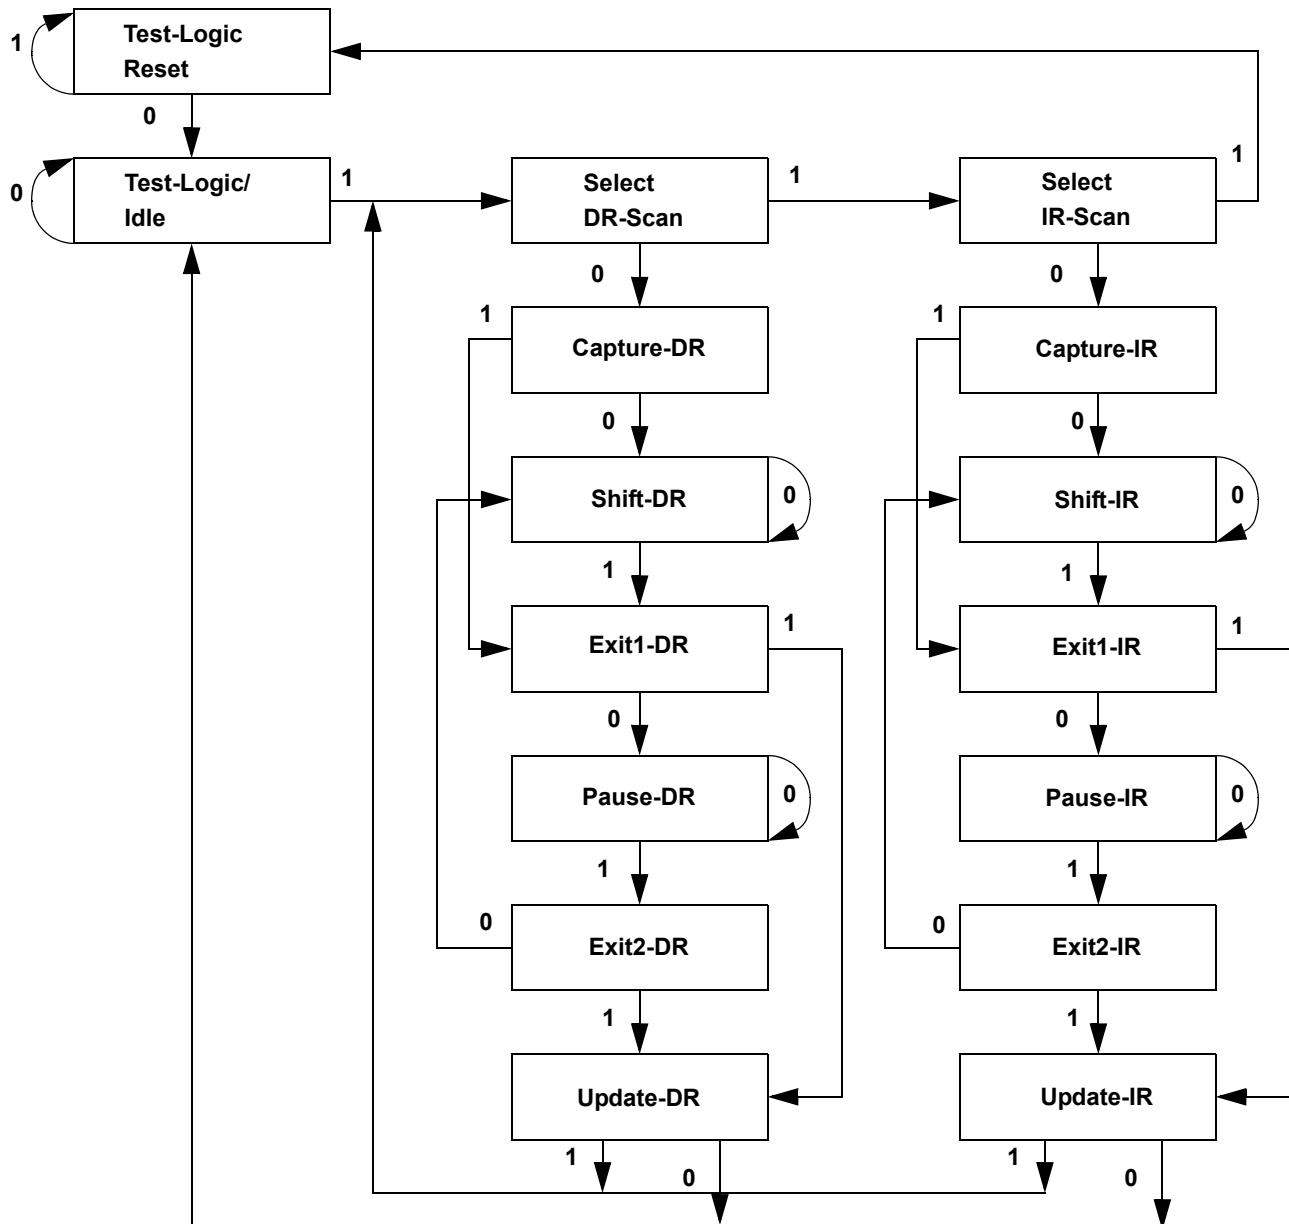 1
Test-Logic
Reset
0
0
Test-Logic/
Idle
1
Select
DR-Scan
1
Select
IR-Scan
1
0
0
1
Capture-DR
1
Capture-IR
0
0
Shift-DR
0
Shift-IR
0
1
1
Exit1-DR
1
Exit1-IR
1
0
0
Pause-DR
0
Pause-IR
0
1
1
0
Exit2-DR
0
Exit2-IR
1
1
Update-DR
Update-IR
1
0
1
0